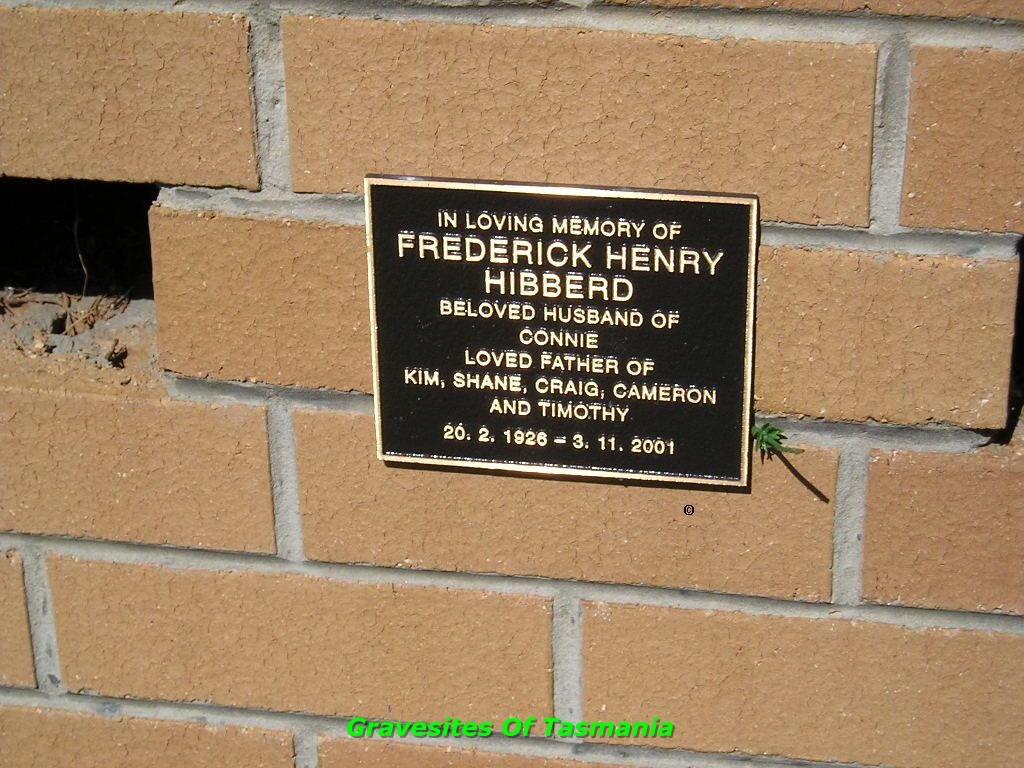 IN LOVING MEMORY OF
FREDERICK HENRY
HIBBERD
BELOVED HUSBAND OF
CONNIE
LOVED FATHER OF
KIM, SHANE, CRAIG, CAMERON
AND TIMOTHY
20. 2. 1926 - 3. 11. 2001
©
Gravesites Of Tasmania